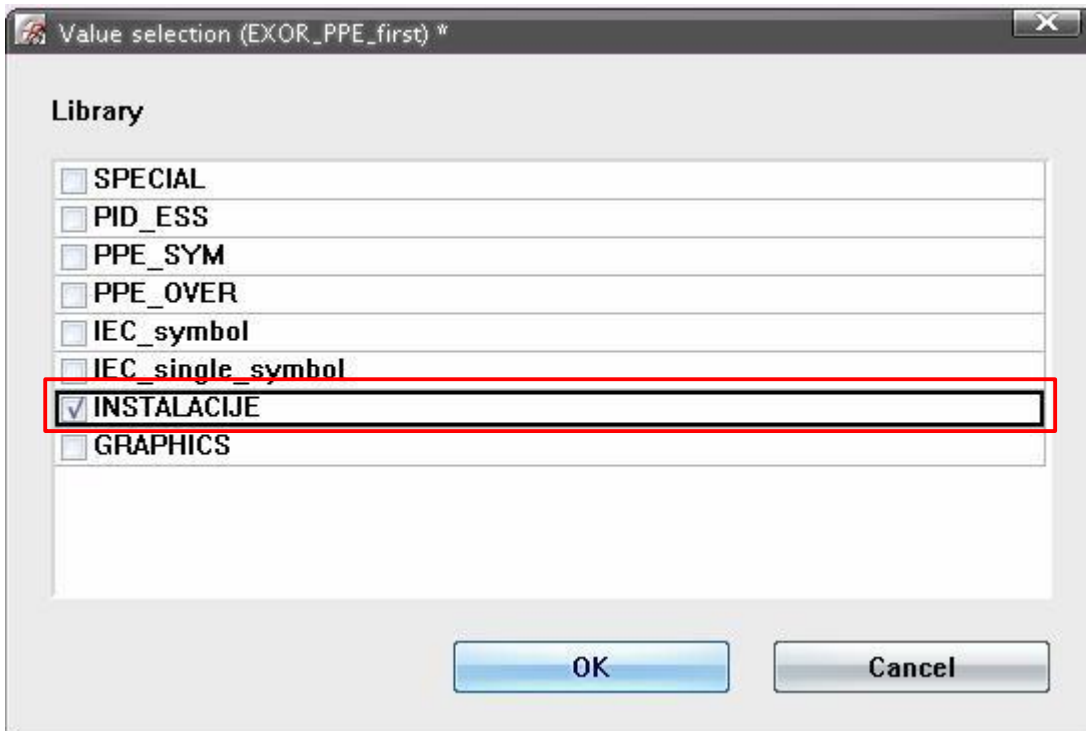 Value selection (EXOR_PPE_first) *
Library
SPECIAL
PID_ESS
PPE_SYM
PPE_OVER
IEC_symbol
IEC_single_symbol
INSTALACIJE
GRAPHICS
OK Cancel